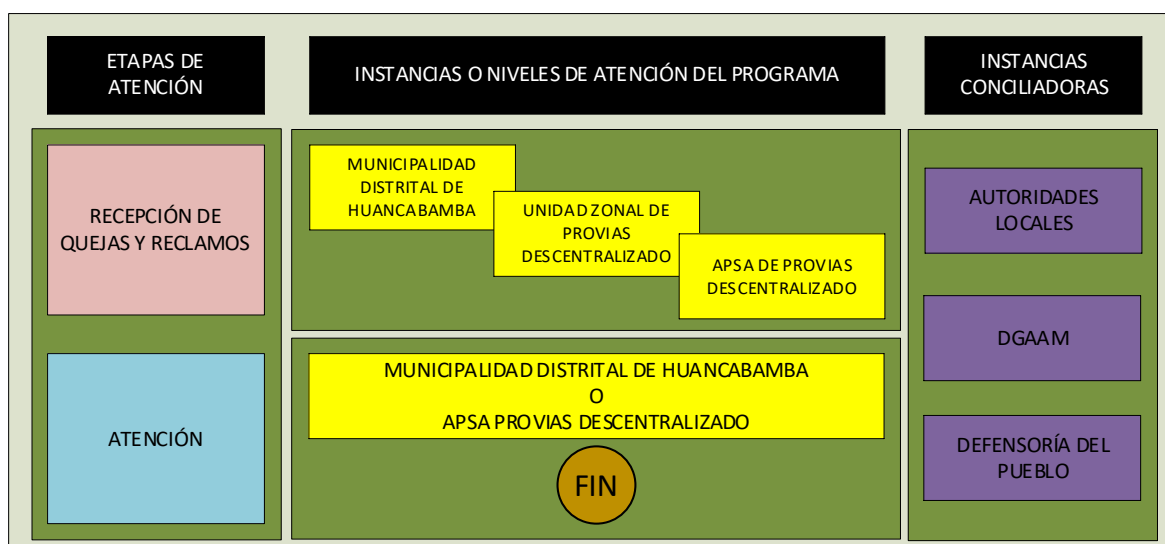 ETAPAS DE
ATENCIÓN
INSTANCIAS O NIVELES DE ATENCIÓN DEL PROGRAMA
INSTANCIAS
CONCILIADORAS
RECEPCIÓN DE
QUEJAS Y RECLAMOS
MUNICIPALIDAD
DISTRITAL DE
HUANCABAMBA
UNIDAD ZONAL DE
PROVIAS
DESCENTRALIZADO
APSA DE PROVIAS
DESCENTRALIZADO
AUTORIDADES
LOCALES
DGAAM
DEFENSORÍA DEL
PUEBLO
ATENCIÓN
MUNICIPALIDAD DISTRITAL DE HUANCABAMBA
O
APSA PROVIAS DESCENTRALIZADO
FIN